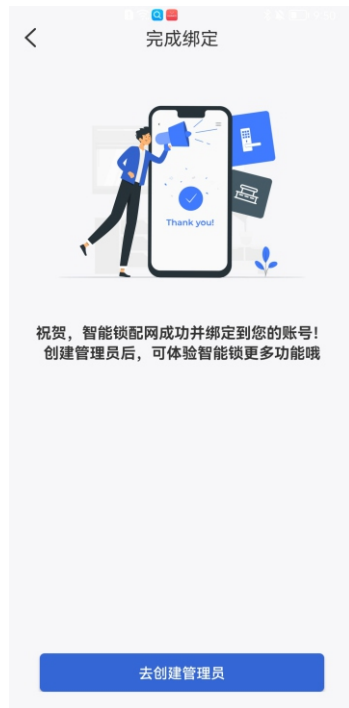 完成绑定
Thank you!
祝贺，智能锁配网成功并绑定到您的账号！
创建管理员后，可体验智能锁更多功能哦
去创建管理员